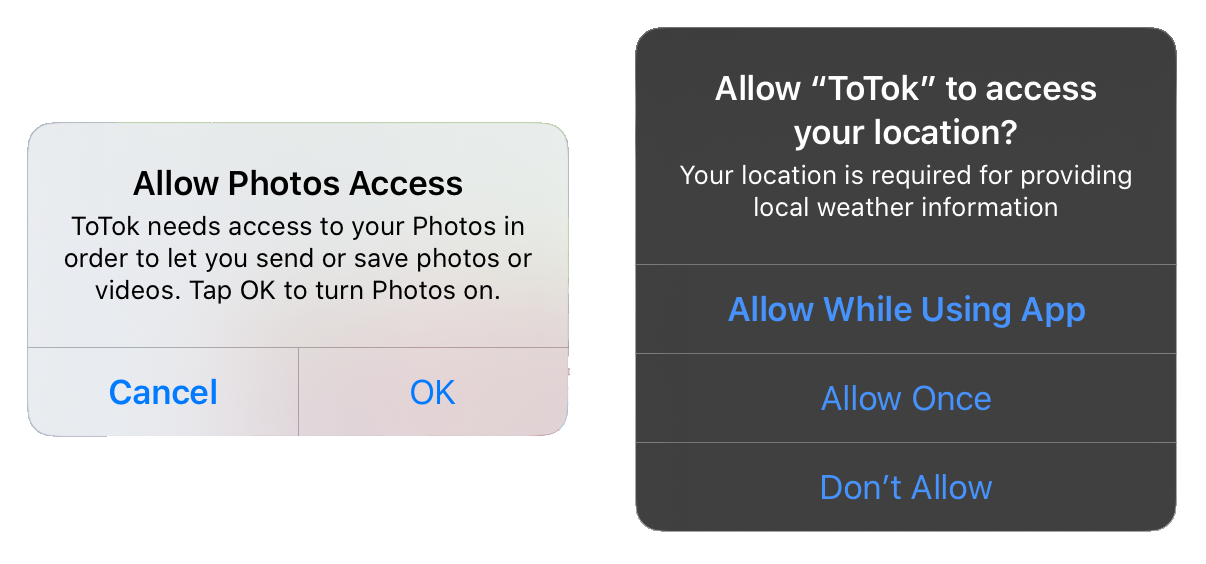 Allow Photos Access
ToTok needs access to your Photos in
order to let you send or save photos or
videos. Tap OK to turn Photos on.
Cancel
OK
Allow “ToTok” to access
your location?
Your location is required for providing
local weather information
Allow While Using App
Allow Once
Don’t Allow